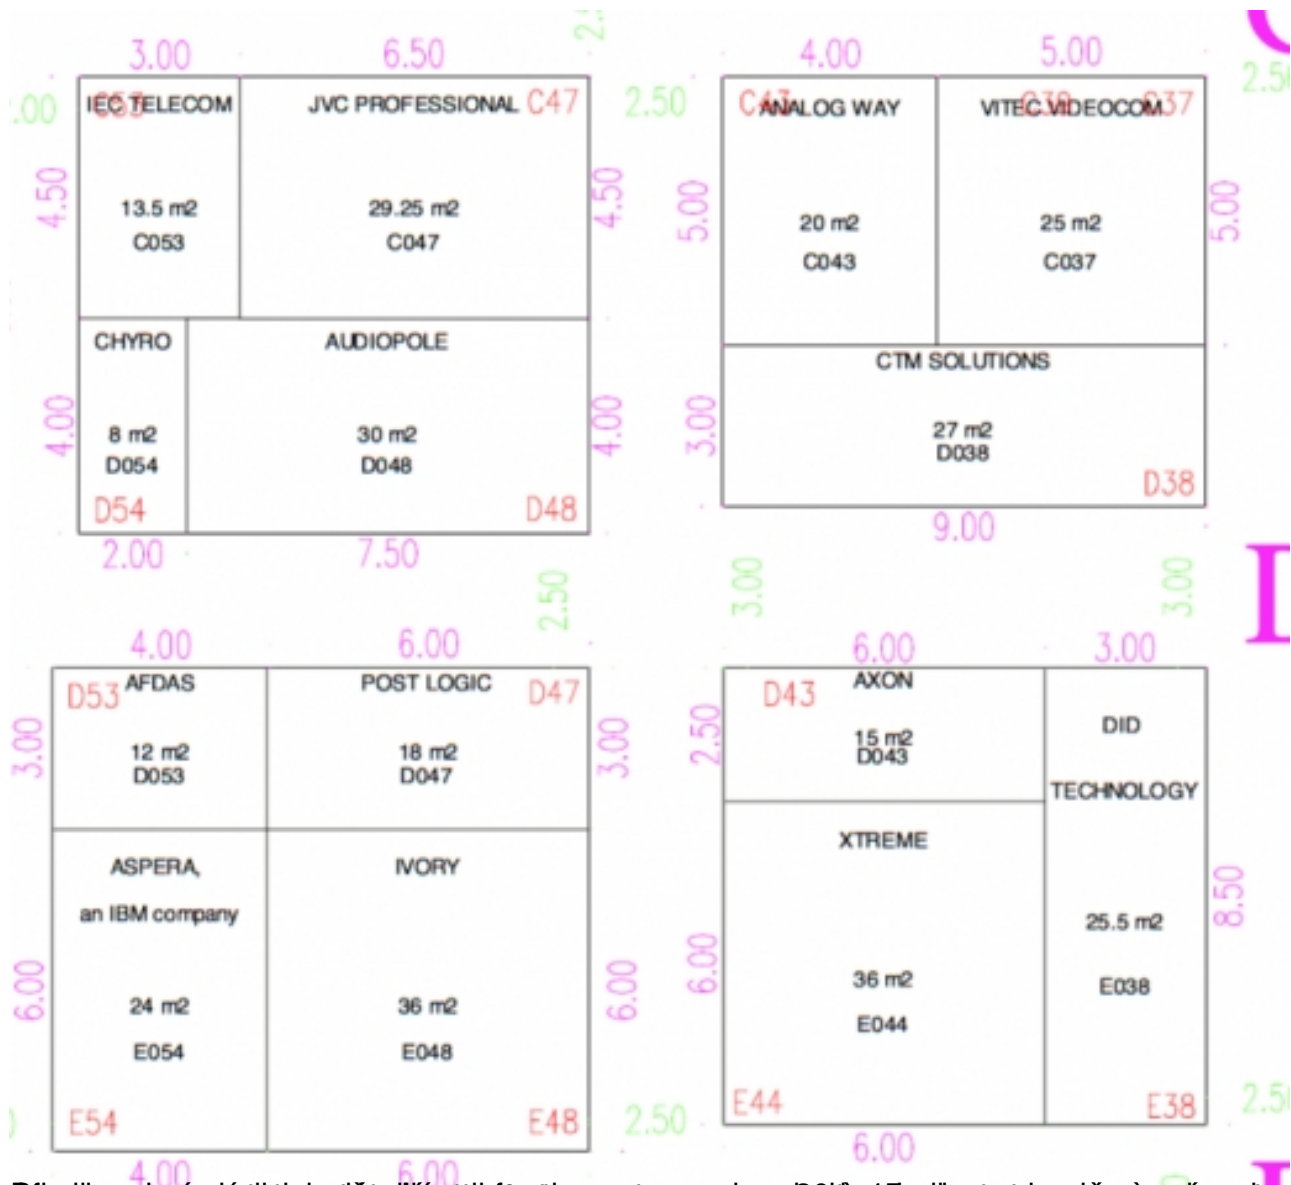 3.00
6.50
4.00
5.00
IEC TELECOM
C53
JVC PROFESSIONAL
C47
2.50
C43
ANALOG WAY
VITEC VIDEOCOM
C38
C37
4.50
13.5 m2
C053
29.25 m2
C047
4.50
5.00
20 m2
C043
25 m2
C037
5.00
CHYRO
AUDIOPOLE
CTM SOLUTIONS
4.00
8 m2
D054
30 m2
D048
4.00
3.00
27 m2
D038
D54
D48
D38
2.00
7.50
9.00
2.50
3.00
3.00
D
4.00
6.00
6.00
3.00
D53
AFDAS
POST LOGIC
D47
D43
AXON
DID
TECHNOLOGY
3.00
12 m2
D053
18 m2
D047
3.00
2.50
15 m2
D043
ASPERA,
an IBM company
IVORY
XTREME
6.00
24 m2
E054
36 m2
E048
6.00
6.00
36 m2
E044
25.5 m2
E038
8.50
E54
E48
2.50
E44
E38
4.00
6.00
6.00